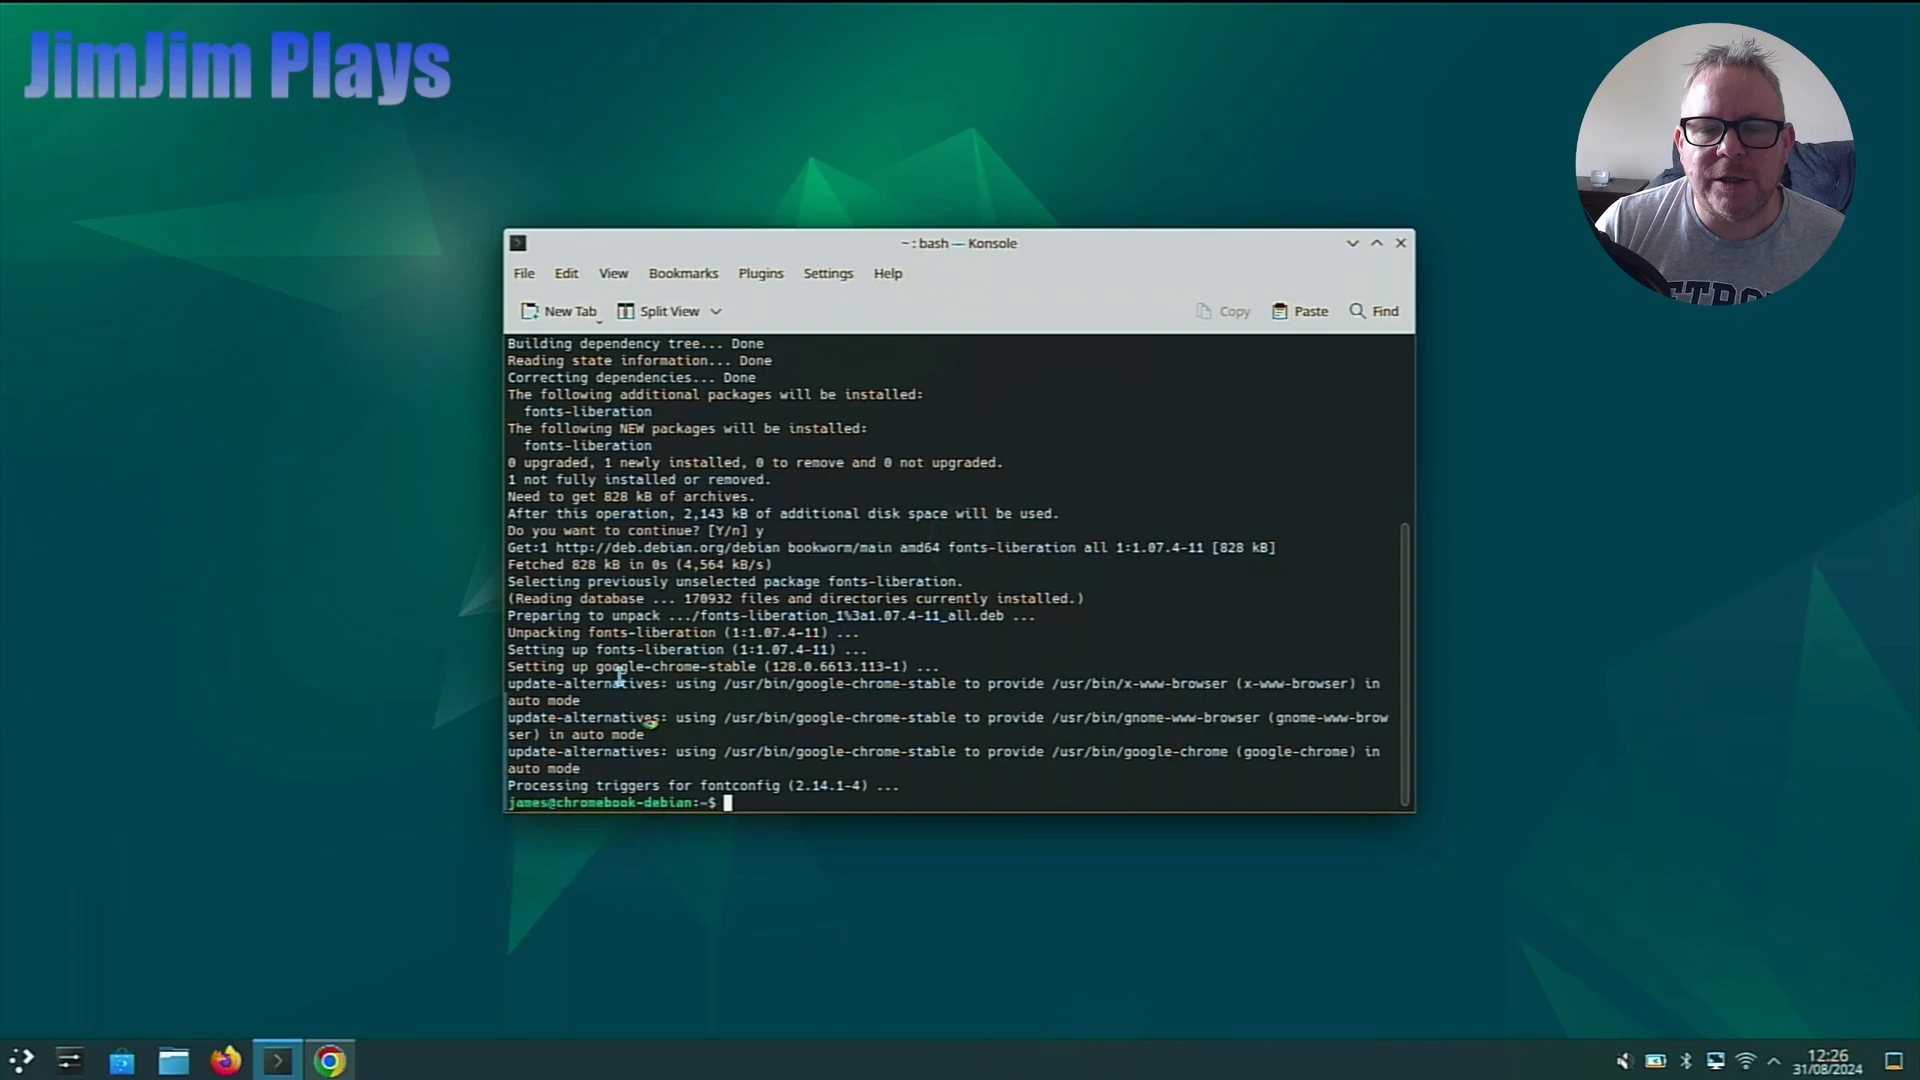 JimJim Plays
~ : bash — Konsole
File Edit View Bookmarks Plugins Settings Help
New Tab Split View Copy Paste Find
Building dependency tree... Done
Reading state information... Done
Correcting dependencies... Done
The following additional packages will be installed:
fonts-liberation
The following NEW packages will be installed:
fonts-liberation
0 upgraded, 1 newly installed, 0 to remove and 0 not upgraded.
1 not fully installed or removed.
Need to get 828 kB of archives.
After this operation, 2,143 kB of additional disk space will be used.
Do you want to continue? [Y/n] y
Get:1 http://deb.debian.org/debian bookworm/main amd64 fonts-liberation all 1:1.07.4-11 [828 kB]
Fetched 828 kB in 0s (4,564 kB/s)
Selecting previously unselected package fonts-liberation.
(Reading database ... 170932 files and directories currently installed.)
Preparing to unpack .../fonts-liberation_1%3a1.07.4-11_all.deb ...
Unpacking fonts-liberation (1:1.07.4-11) ...
Setting up fonts-liberation (1:1.07.4-11) ...
Setting up google-chrome-stable (128.0.6613.113-1) ...
update-alternatives: using /usr/bin/google-chrome-stable to provide /usr/bin/x-www-browser (x-www-browser) in
auto mode
update-alternatives: using /usr/bin/google-chrome-stable to provide /usr/bin/gnome-www-browser (gnome-www-brow
ser) in auto mode
update-alternatives: using /usr/bin/google-chrome-stable to provide /usr/bin/google-chrome (google-chrome) in
auto mode
Processing triggers for fontconfig (2.14.1-4) ...
james@chromebook-debian:~$
12:26
31/08/2024